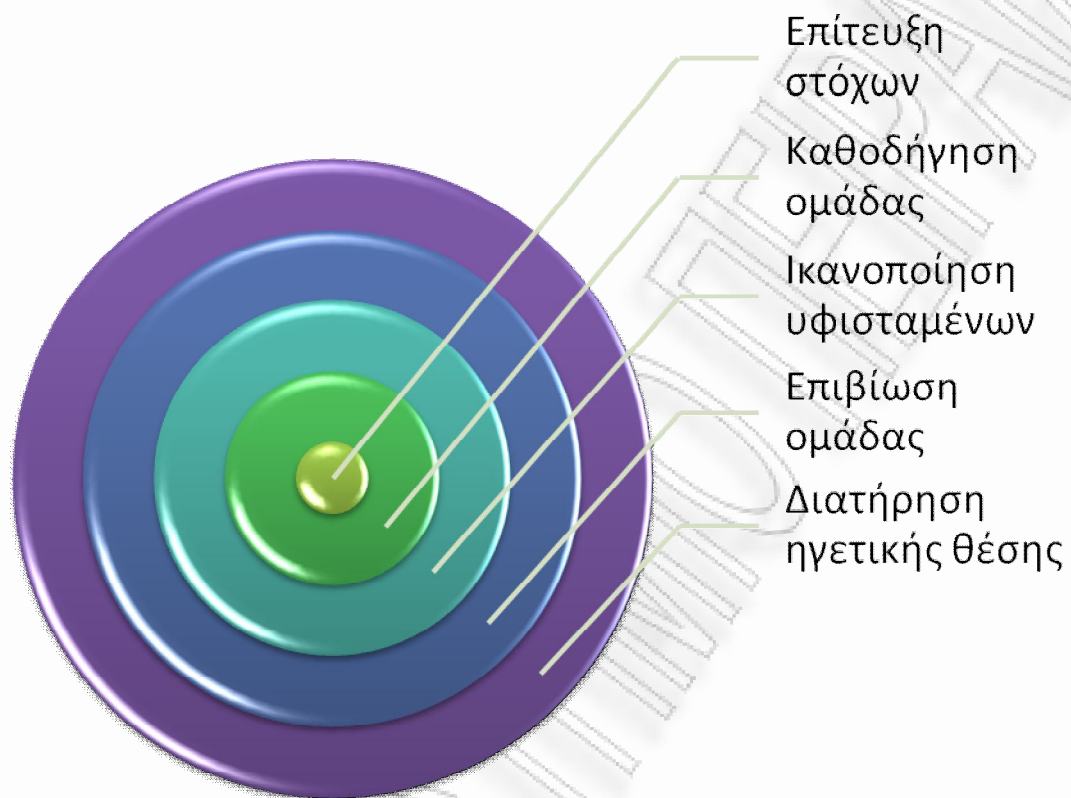 Επίτευξη
στόχων
Καθοδήγηση
ομάδας
Ικανοποίηση
υφισταμένων
Επιβίωση
ομάδας
Διατήρηση
ηγετικής θέσης